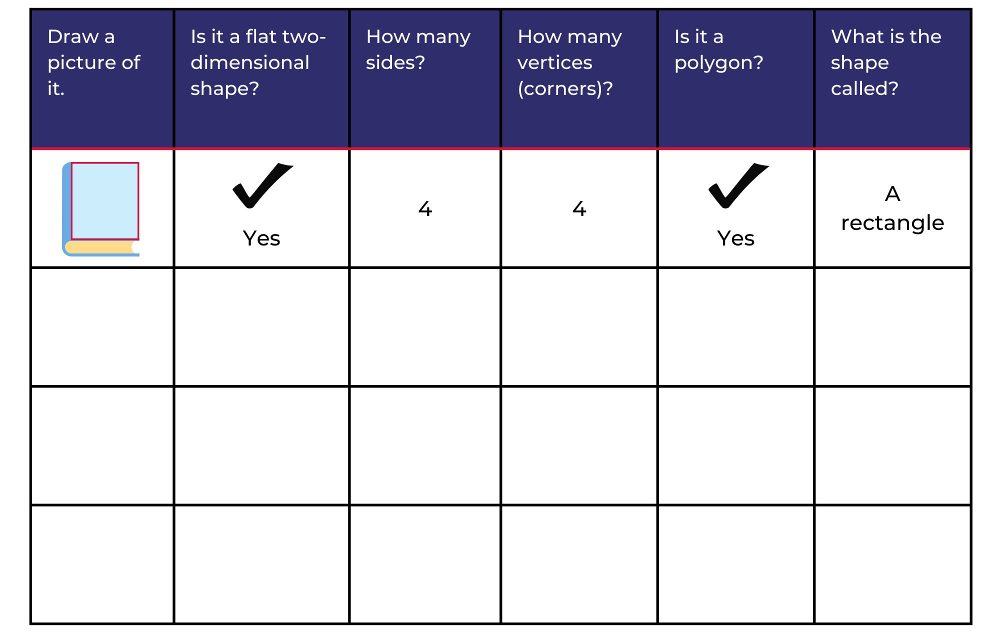 Draw a
picture of
it.
Is it a flat two-
dimensional
shape?
How many
sides?
How many
vertices
(corners)?
Is it a
polygon?
What is the
shape
called?
Yes
4
4
Yes
A
rectangle